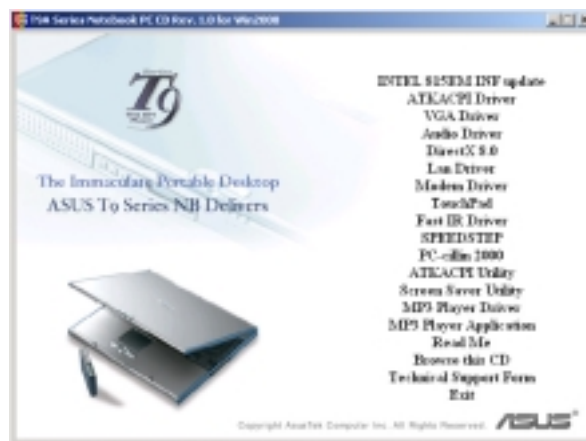 T9A Series Notebook PC CD Rev. 1.0 for Win2000
T9
The Immaculate Portable Desktop
ASUS T9 Series NB Delivers
INTEL 815EM INF update
ATKACPI Driver
VGA Driver
Audio Driver
DirectX 8.0
Lan Driver
Modem Driver
TouchPad
Fast IR Driver
SPEEDSTEP
PC-cillin 2000
ATKACPI Utility
Screen Saver Utility
MP3 Player Driver
MP3 Player Application
Read Me
Browse this CD
Technical Support Form
Exit
Copyright AsusTek Computer Inc. All Rights Reserved.
ASUS